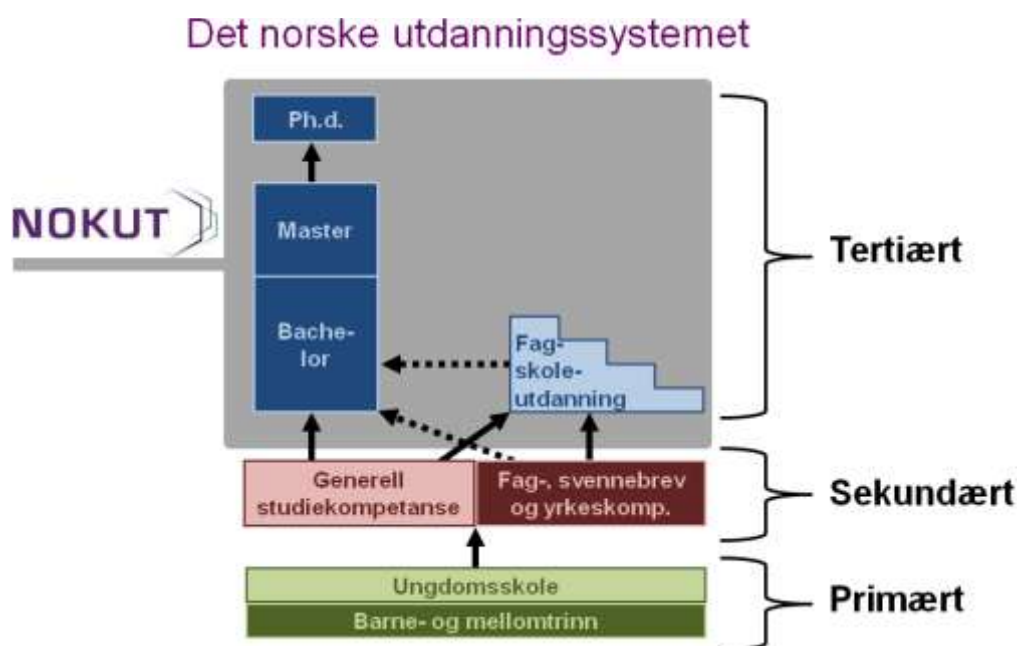 Det norske utdanningssystemet
Ph.d.
NOKUT
Master
Tertiært
Bache-
lor
Fag-
skole-
utdanning
Generell
studiekompetanse
Fag-, svennebrev
og yrkeskomp.
Sekundært
Ungdomsskole
Barne- og mellomtrinn
Primært